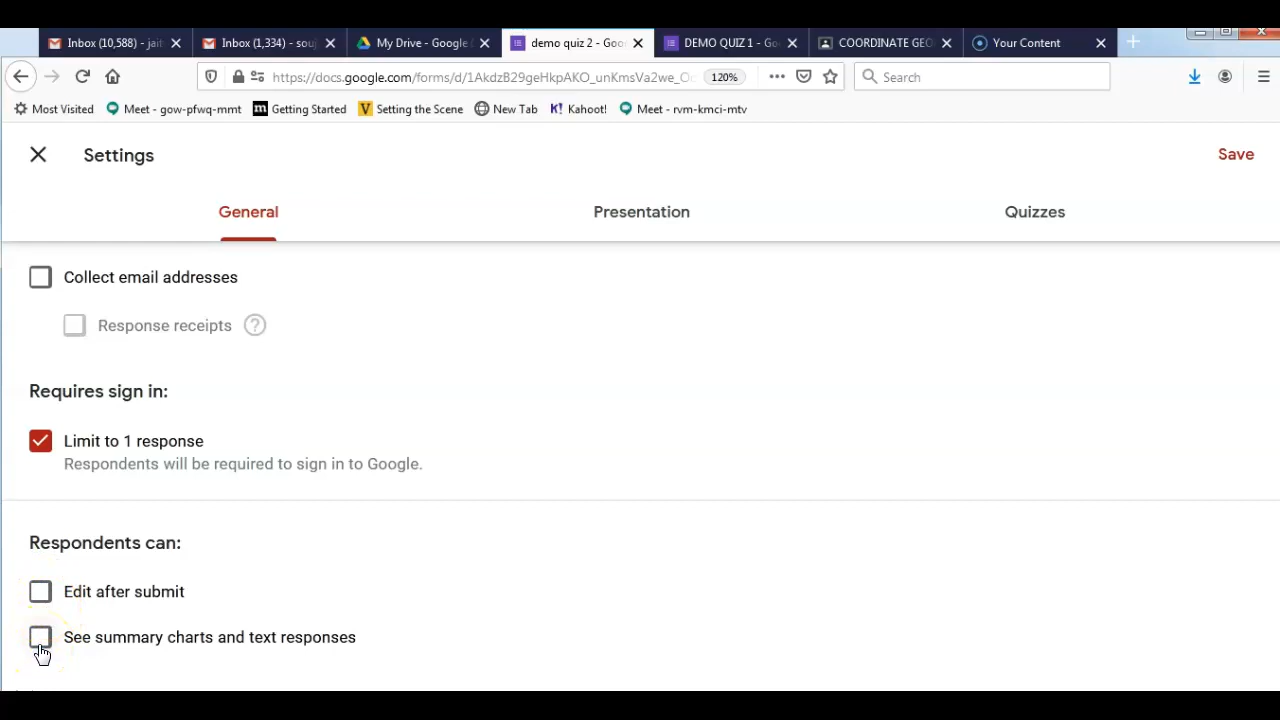 Inbox (10,588) - jait
Inbox (1,334) - souj
My Drive - Google
demo quiz 2 - Goo
DEMO QUIZ 1 - Go
COORDINATE GEO
Your Content
https://docs.google.com/forms/d/1AkdzB29geHkpAKO_unKmsVa2we_Oc
120%
Search
Most Visited
Meet - gow-pfwq-mmt
Getting Started
Setting the Scene
New Tab
K! Kahoot!
Meet - rvm-kmci-mtv
Settings
Save
General
Presentation
Quizzes
Collect email addresses
Response receipts ?
Requires sign in:
Limit to 1 response
Respondents will be required to sign in to Google.
Respondents can:
Edit after submit
See summary charts and text responses